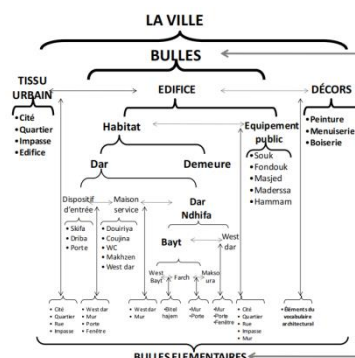 LA VILLE
BULLES
TISSU
URBAIN
EDIFICE
DÉCORS
• Cité
• Quartier
• Impasse
• Edifice
Habitat
Equipement
public
• Peinture
• Menuiserie
• Boiserie
• Souk
• Fondouk
• Masjed
• Maderssa
• Hammam
Dar
Demeure
Dispositif
d'entrée
• Skifa
• Driba
• Porte
Maison
service
• Douiriya
• Coujina
• WC
• Makhzen
• West dar
Dar
Ndhifa
Bayt
West
dar
West
Bayt
Farch
Makso
ura
• Cité
• Quartier
• Rue
• Impasse
• West dar
• Mur
• Porte
• Fenêtre
• West dar
• Mur
• Mur
• Porte
• Mur
• Porte
• Fenêtre
• Cité
• Quartier
• Rue
• Impasse
• Mur
• Éléments du
vocabulaire
architectural
BULLES ELEMENTAIRES